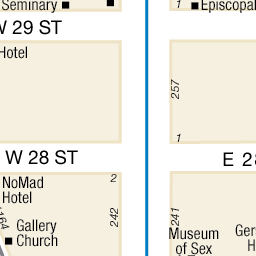 Seminary
1
Episcopal
W 29 ST
Hotel
257
1
W 28 ST
E 28
NoMad
Hotel
2
242
241
164
Gallery
Church
Museum
of Sex